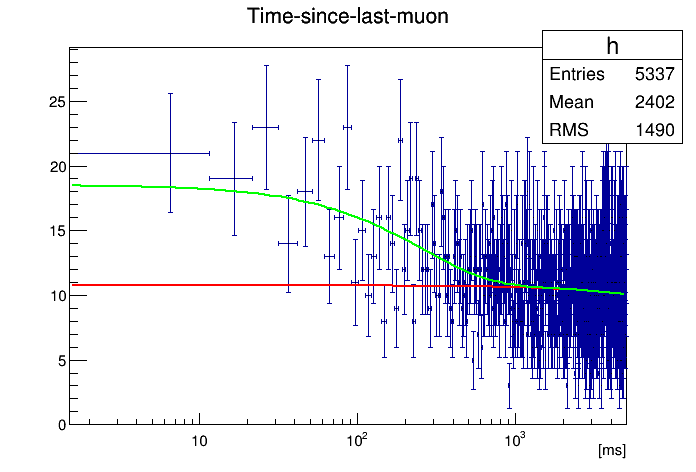 Time-since-last-muon
h
Entries 5337
Mean 2402
RMS 1490
25
20
15
10
5
0
10 10² 10³
[ms]